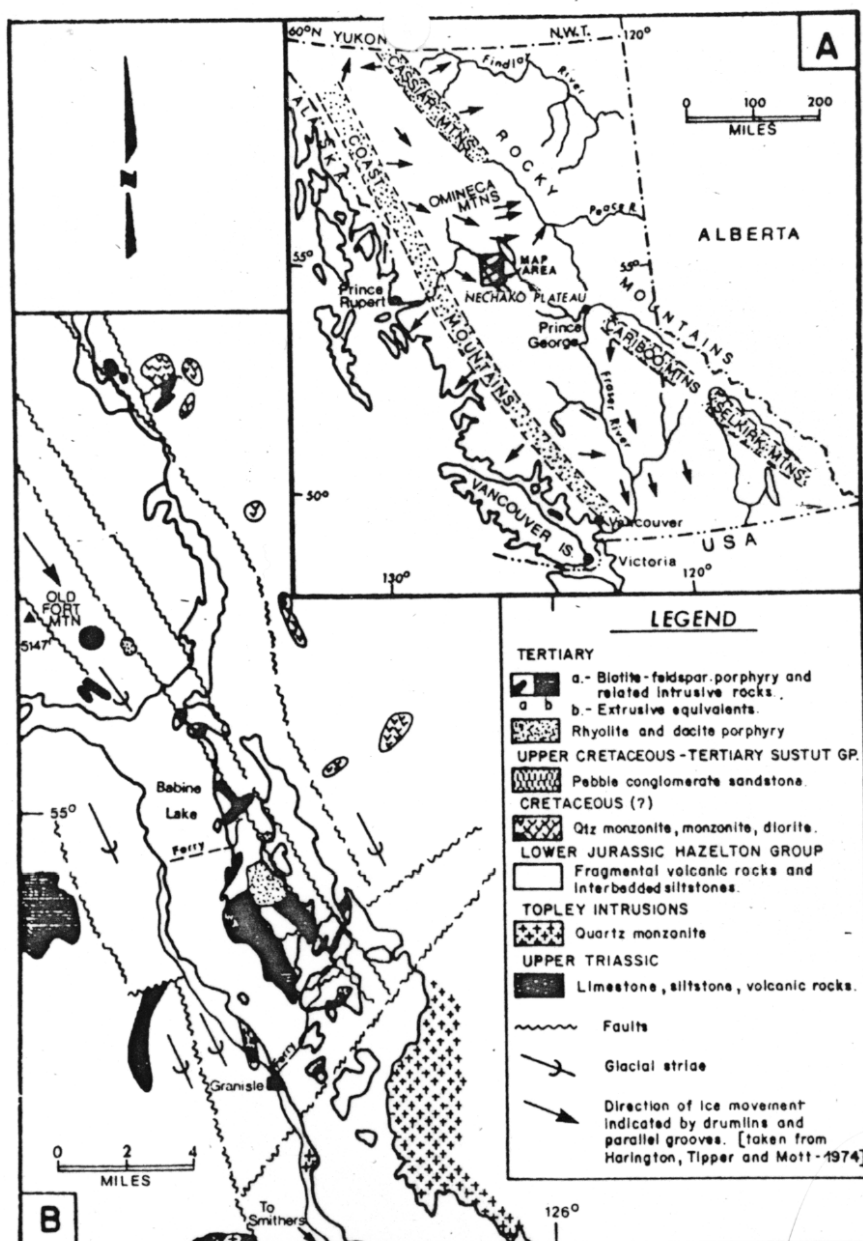 60°N YUKON
N.W.T.
120°
A
Findlay
River
CASSIAR MTNS
ALASKA
COAST
MOUNTAINS
ROCKY
MOUNTAINS
0 100 200
MILES
OMINECA
MTNS
Peace R.
ALBERTA
55°
MAP
AREA
55°
Prince
Rupert
NECHAKO PLATEAU
Prince
George
CARIBOO MTNS
SELKIRK MTNS
Fraser River
50°
VANCOUVER IS.
Vancouver
USA
Victoria
130°
120°
N
OLD
FORT
MTN
5147'
Babine
Lake
55°
Ferry
Ferry
Granisle
0 2 4
MILES
To
Smithers
B
126°
LEGEND
TERTIARY
a.- Biotite-feldspar porphyry and
related intrusive rocks.
a b
b.- Extrusive equivalents.
Rhyolite and dacite porphyry
UPPER CRETACEOUS-TERTIARY SUSTUT GP.
Pebble conglomerate sandstone.
CRETACEOUS (?)
Qtz monzonite, monzonite, diorite.
LOWER JURASSIC HAZELTON GROUP
Fragmental volcanic rocks and
interbedded siltstones.
TOPLEY INTRUSIONS
Quartz monzonite
UPPER TRIASSIC
Limestone, siltstone, volcanic rocks.
Faults
Glacial striae
Direction of ice movement
indicated by drumlins and
parallel grooves. [taken from
Harington, Tipper and Mott-1974]